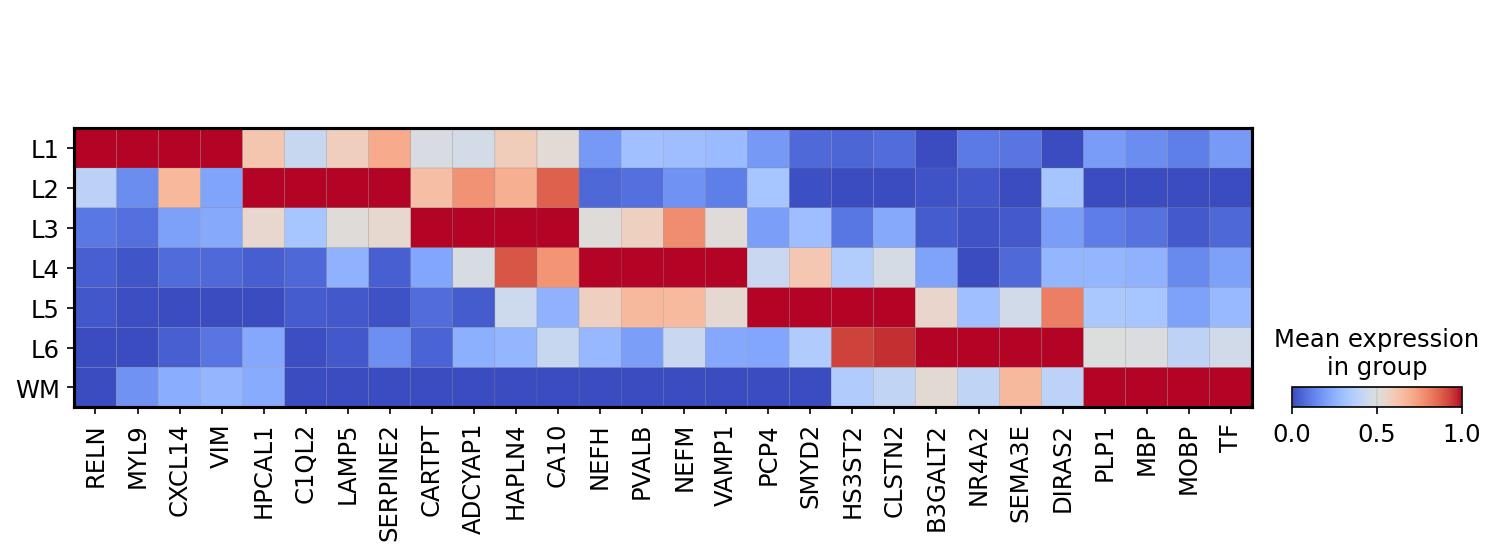 L1
L2
L3
L4
L5
L6
WM
RELN
MYL9
CXCL14
VIM
HPCAL1
C1QL2
LAMP5
SERPINE2
CARTPT
ADCYAP1
HAPLN4
CA10
NEFH
PVALB
NEFM
VAMP1
PCP4
SMYD2
HS3ST2
CLSTN2
B3GALT2
NR4A2
SEMA3E
DIRAS2
PLP1
MBP
MOBP
TF
Mean expression
in group
0.0 0.5 1.0